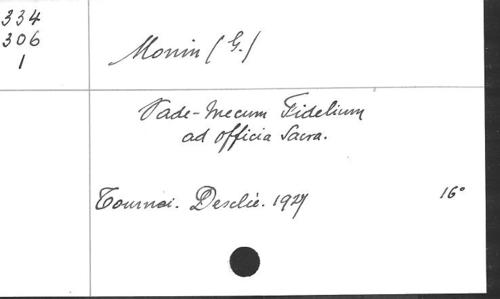 334
306
1
Monin (G.)
Vade-mecum Fidelium
ad officia Sacra.
Tournai. Desclée. 1927 16°